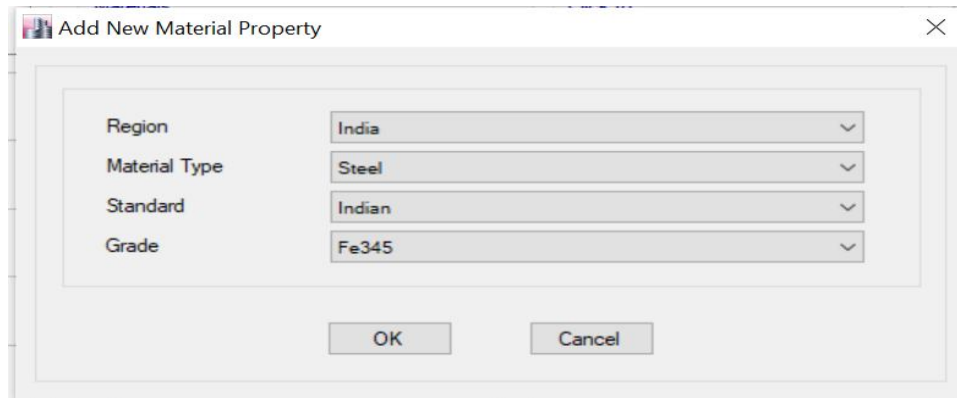 Add New Material Property
Region India
Material Type Steel
Standard Indian
Grade Fe345
OK Cancel